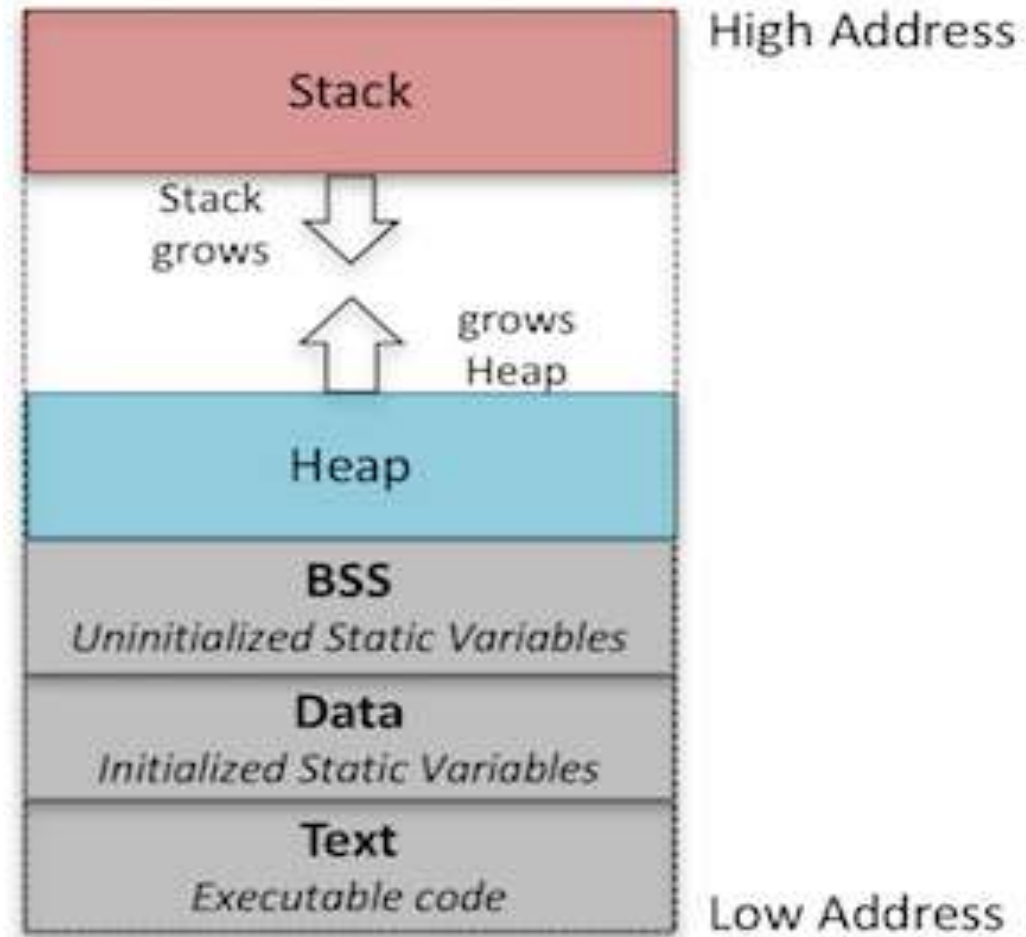 High Address
Stack
Stack
grows
grows
Heap
Heap
BSS
Uninitialized Static Variables
Data
Initialized Static Variables
Text
Executable code
Low Address